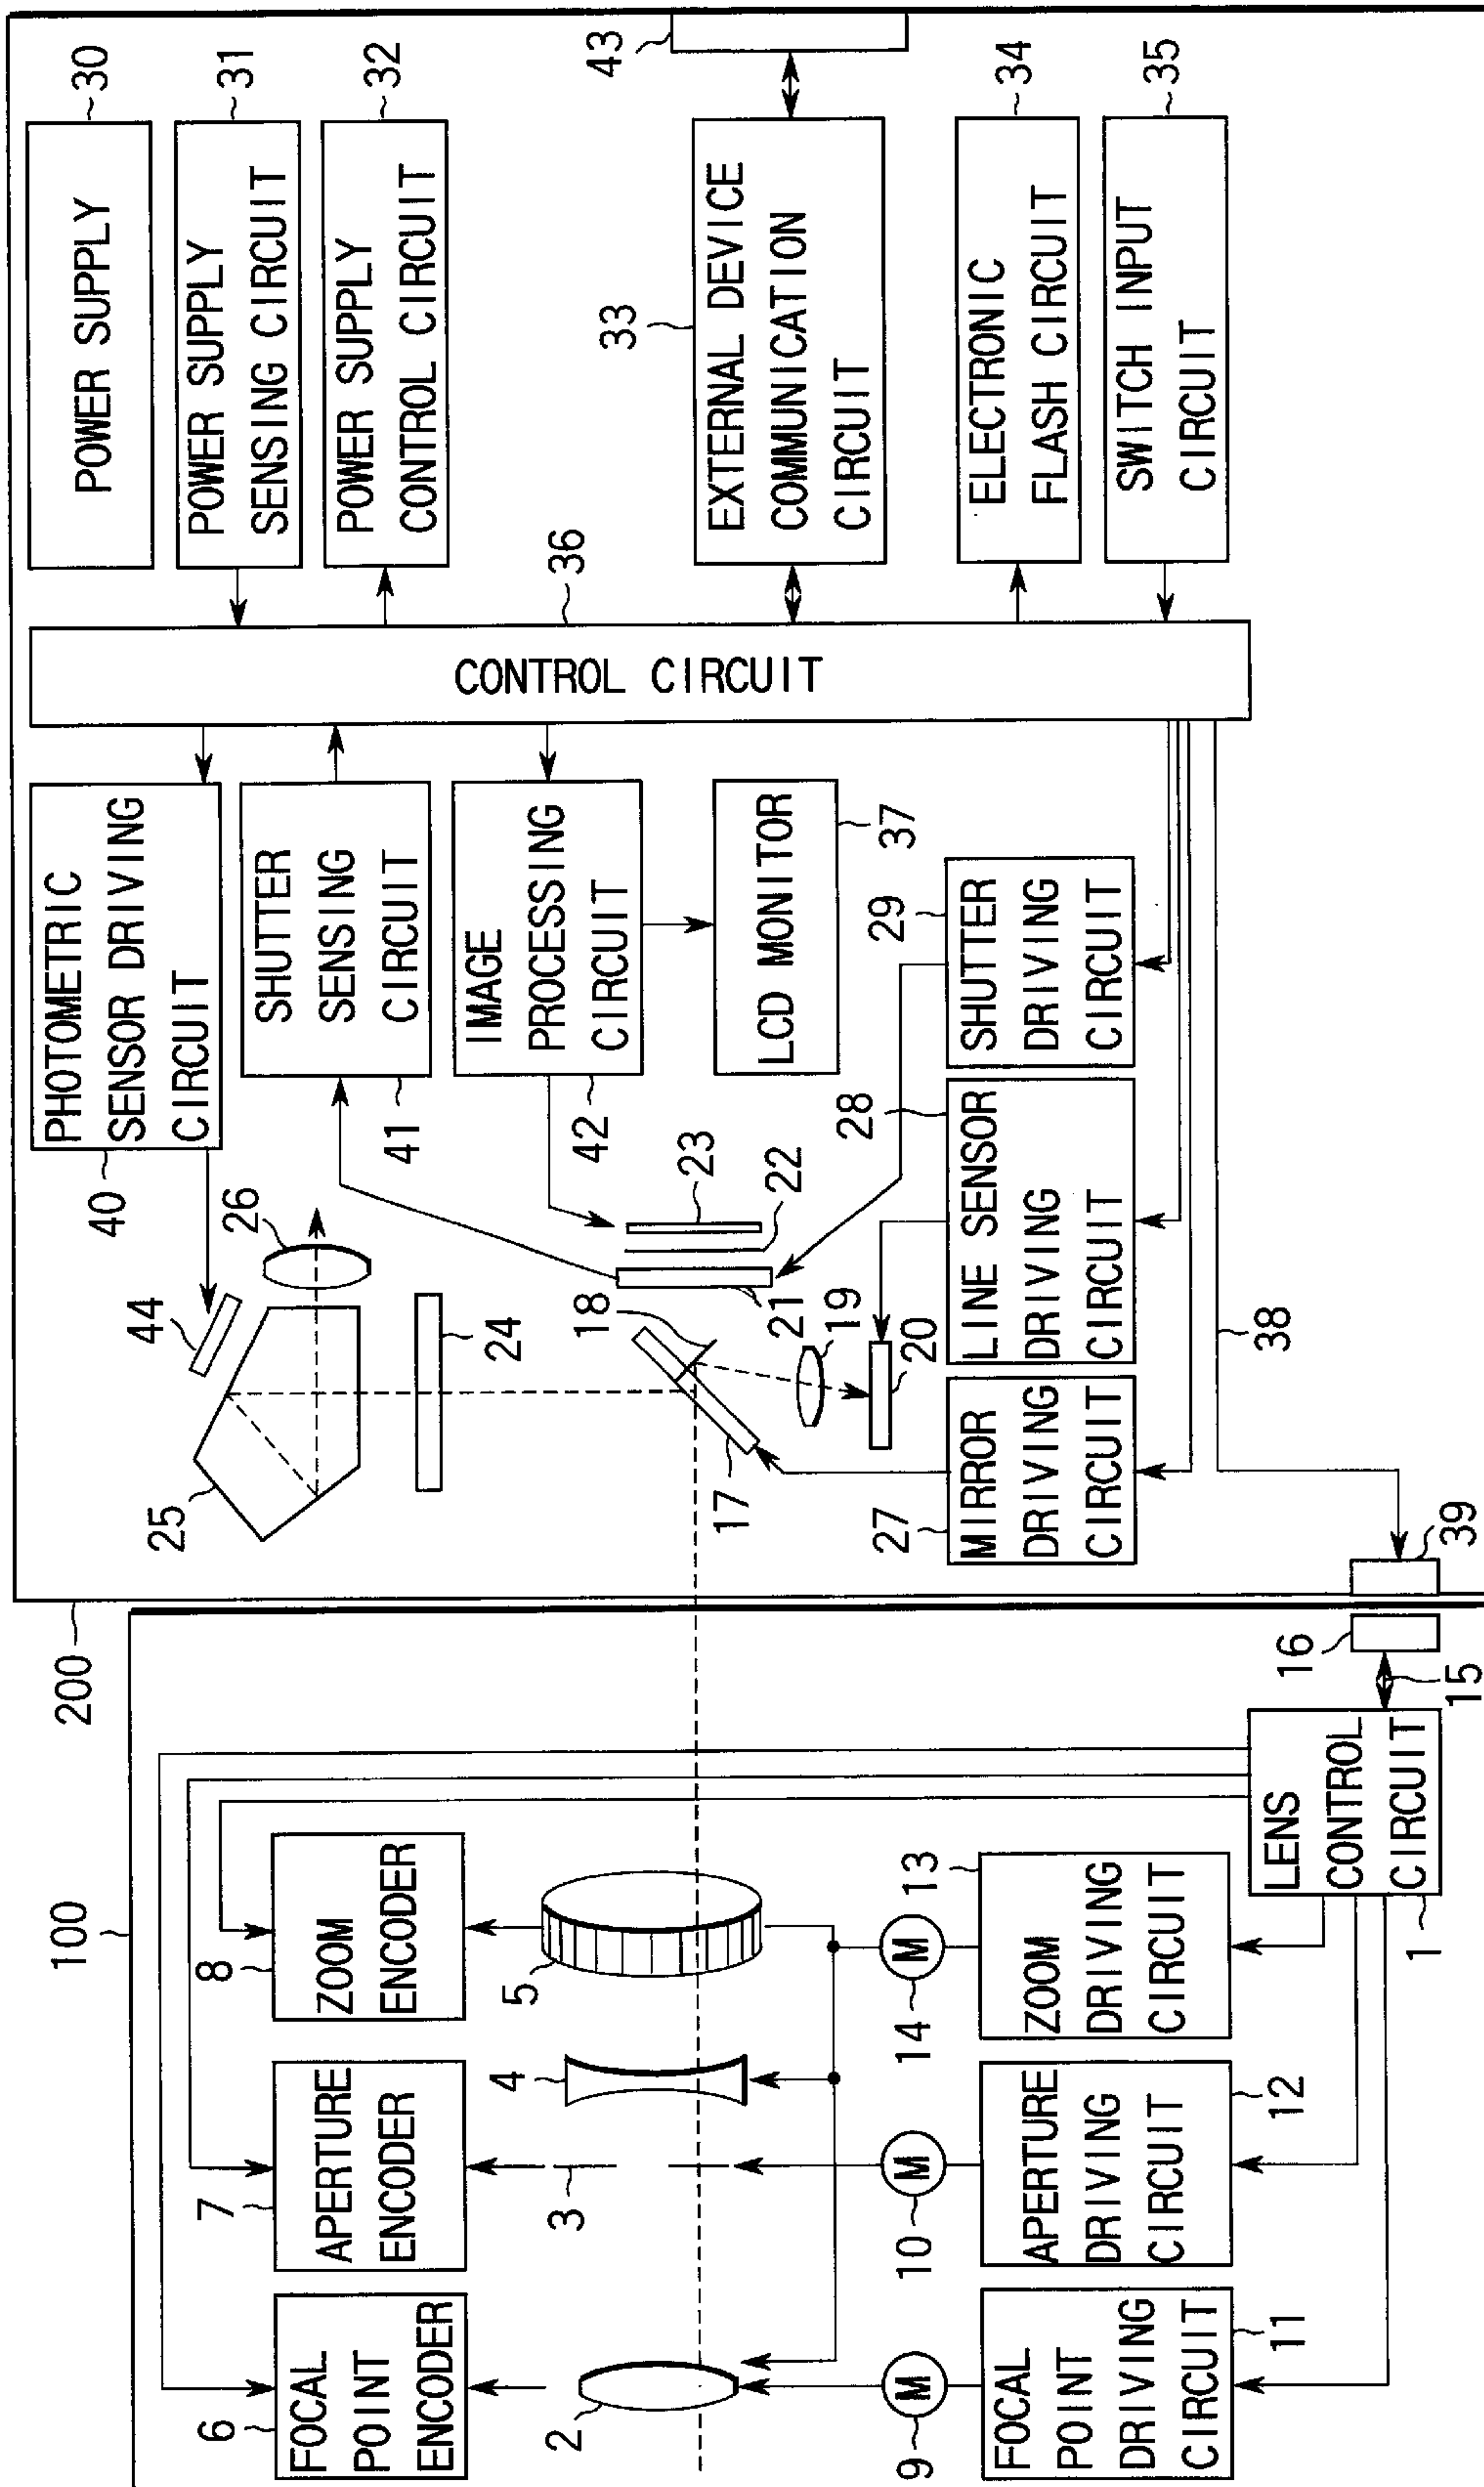 100
200
6
FOCAL
POINT
ENCODER
7
APERTURE
ENCODER
8
ZOOM
ENCODER
2
3
4
5
9
M
10
M
14
M
FOCAL
POINT
DRIVING
CIRCUIT
11
APERTURE
DRIVING
CIRCUIT
12
ZOOM
DRIVING
CIRCUIT
13
LENS
CONTROL
CIRCUIT
1
15
16
39
38
25
44
26
24
40
PHOTOMETRIC
SENSOR DRIVING
CIRCUIT
SHUTTER
SENSING
CIRCUIT
41
IMAGE
PROCESSING
CIRCUIT
42
LCD MONITOR
37
17
18
19
20
21
22
23
27
MIRROR
DRIVING
CIRCUIT
28
LINE SENSOR
DRIVING
CIRCUIT
29
SHUTTER
DRIVING
CIRCUIT
CONTROL CIRCUIT
36
POWER SUPPLY
30
POWER SUPPLY
SENSING CIRCUIT
31
POWER SUPPLY
CONTROL CIRCUIT
32
33
EXTERNAL DEVICE
COMMUNICATION
CIRCUIT
43
ELECTRONIC
FLASH CIRCUIT
34
SWITCH INPUT
CIRCUIT
35